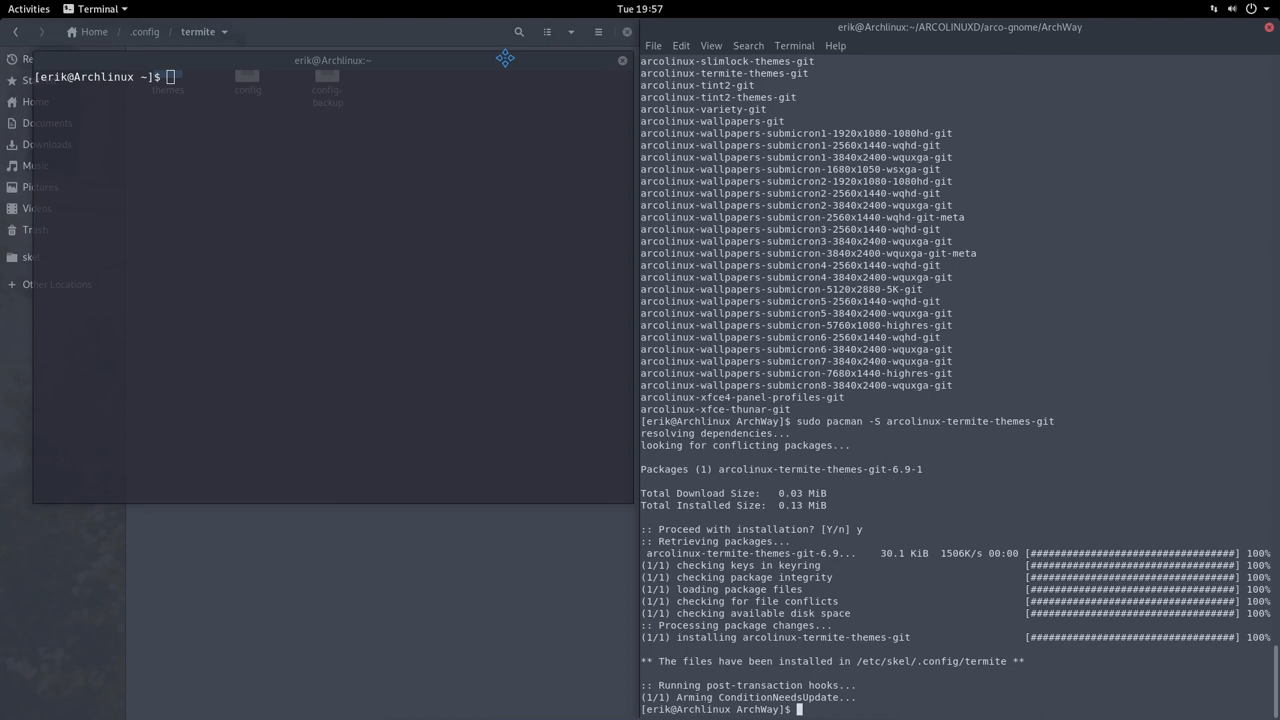 Activities
Terminal
Tue 19:57
Home
.config
termite
erik@Archlinux:~
[erik@Archlinux ~]$
themes
config
config-
backup
Re
St
Home
Documents
Downloads
Music
Pictures
Videos
Trash
skel
Other Locations
erik@Archlinux:~/ARCOLINUXD/arco-gnome/ArchWay
File Edit View Search Terminal Help
arcolinux-slimlock-themes-git
arcolinux-termite-themes-git
arcolinux-tint2-git
arcolinux-tint2-themes-git
arcolinux-variety-git
arcolinux-wallpapers-git
arcolinux-wallpapers-submicron1-1920x1080-1080hd-git
arcolinux-wallpapers-submicron1-2560x1440-wqhd-git
arcolinux-wallpapers-submicron1-3840x2400-wquxga-git
arcolinux-wallpapers-submicron-1680x1050-wsxga-git
arcolinux-wallpapers-submicron2-1920x1080-1080hd-git
arcolinux-wallpapers-submicron2-2560x1440-wqhd-git
arcolinux-wallpapers-submicron2-3840x2400-wquxga-git
arcolinux-wallpapers-submicron-2560x1440-wqhd-git-meta
arcolinux-wallpapers-submicron3-2560x1440-wqhd-git
arcolinux-wallpapers-submicron3-3840x2400-wquxga-git
arcolinux-wallpapers-submicron-3840x2400-wquxga-git-meta
arcolinux-wallpapers-submicron4-2560x1440-wqhd-git
arcolinux-wallpapers-submicron4-3840x2400-wquxga-git
arcolinux-wallpapers-submicron-5120x2880-5K-git
arcolinux-wallpapers-submicron5-2560x1440-wqhd-git
arcolinux-wallpapers-submicron5-3840x2400-wquxga-git
arcolinux-wallpapers-submicron-5760x1080-highres-git
arcolinux-wallpapers-submicron6-2560x1440-wqhd-git
arcolinux-wallpapers-submicron6-3840x2400-wquxga-git
arcolinux-wallpapers-submicron7-3840x2400-wquxga-git
arcolinux-wallpapers-submicron-7680x1440-highres-git
arcolinux-wallpapers-submicron8-3840x2400-wquxga-git
arcolinux-xfce4-panel-profiles-git
arcolinux-xfce-thunar-git
[erik@Archlinux ArchWay]$ sudo pacman -S arcolinux-termite-themes-git
resolving dependencies...
looking for conflicting packages...
Packages (1) arcolinux-termite-themes-git-6.9-1
Total Download Size:   0.03 MiB
Total Installed Size:  0.13 MiB
:: Proceed with installation? [Y/n] y
:: Retrieving packages...
arcolinux-termite-themes-git-6.9...    30.1 KiB  1506K/s 00:00 [##################################] 100%
(1/1) checking keys in keyring [##################################] 100%
(1/1) checking package integrity [##################################] 100%
(1/1) loading package files [##################################] 100%
(1/1) checking for file conflicts [##################################] 100%
(1/1) checking available disk space [##################################] 100%
:: Processing package changes...
(1/1) installing arcolinux-termite-themes-git [##################################] 100%
** The files have been installed in /etc/skel/.config/termite **
:: Running post-transaction hooks...
(1/1) Arming ConditionNeedsUpdate...
[erik@Archlinux ArchWay]$